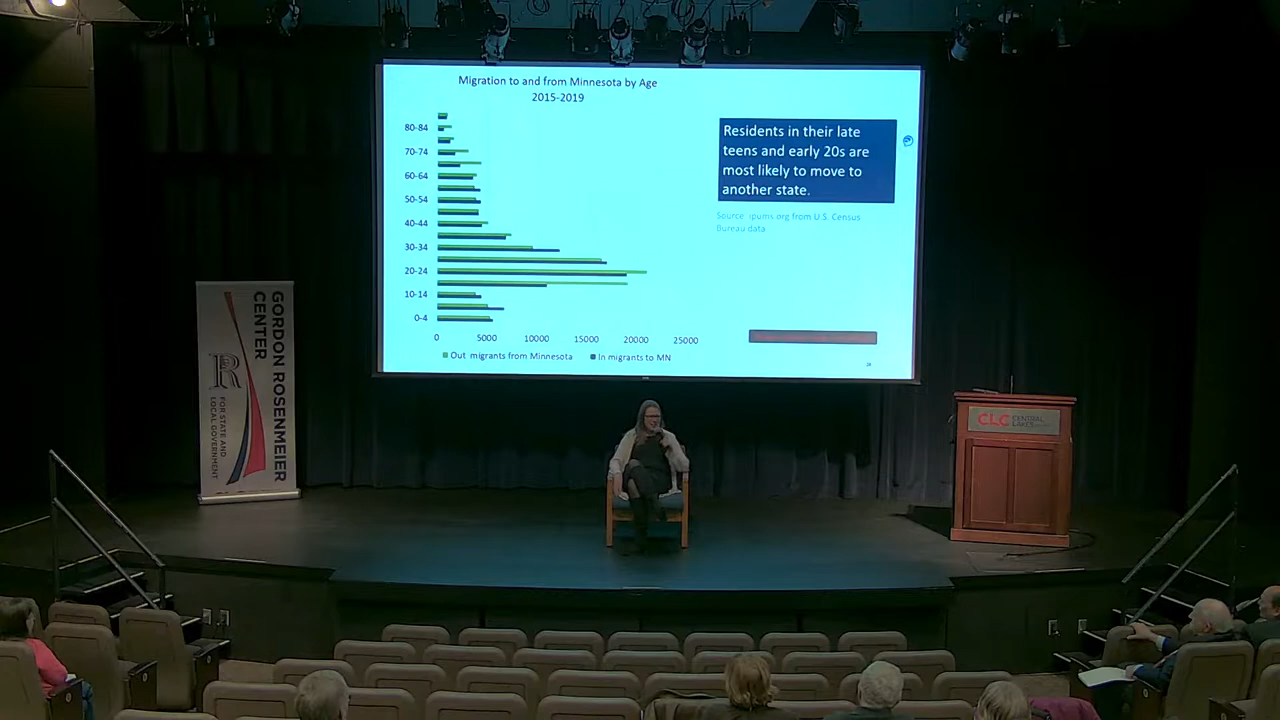 Migration to and from Minnesota by Age
2015-2019
80-84
70-74
60-64
50-54
40-44
30-34
20-24
10-14
0-4
0 5000 10000 15000 20000 25000
Out migrants from Minnesota In migrants to MN
Residents in their late
teens and early 20s are
most likely to move to
another state.
Source: ipums.org from U.S. Census
Bureau data
GORDON ROSENMEIER
CENTER
R
FOR STATE AND
LOCAL GOVERNMENT
CLC CENTRAL
LAKES